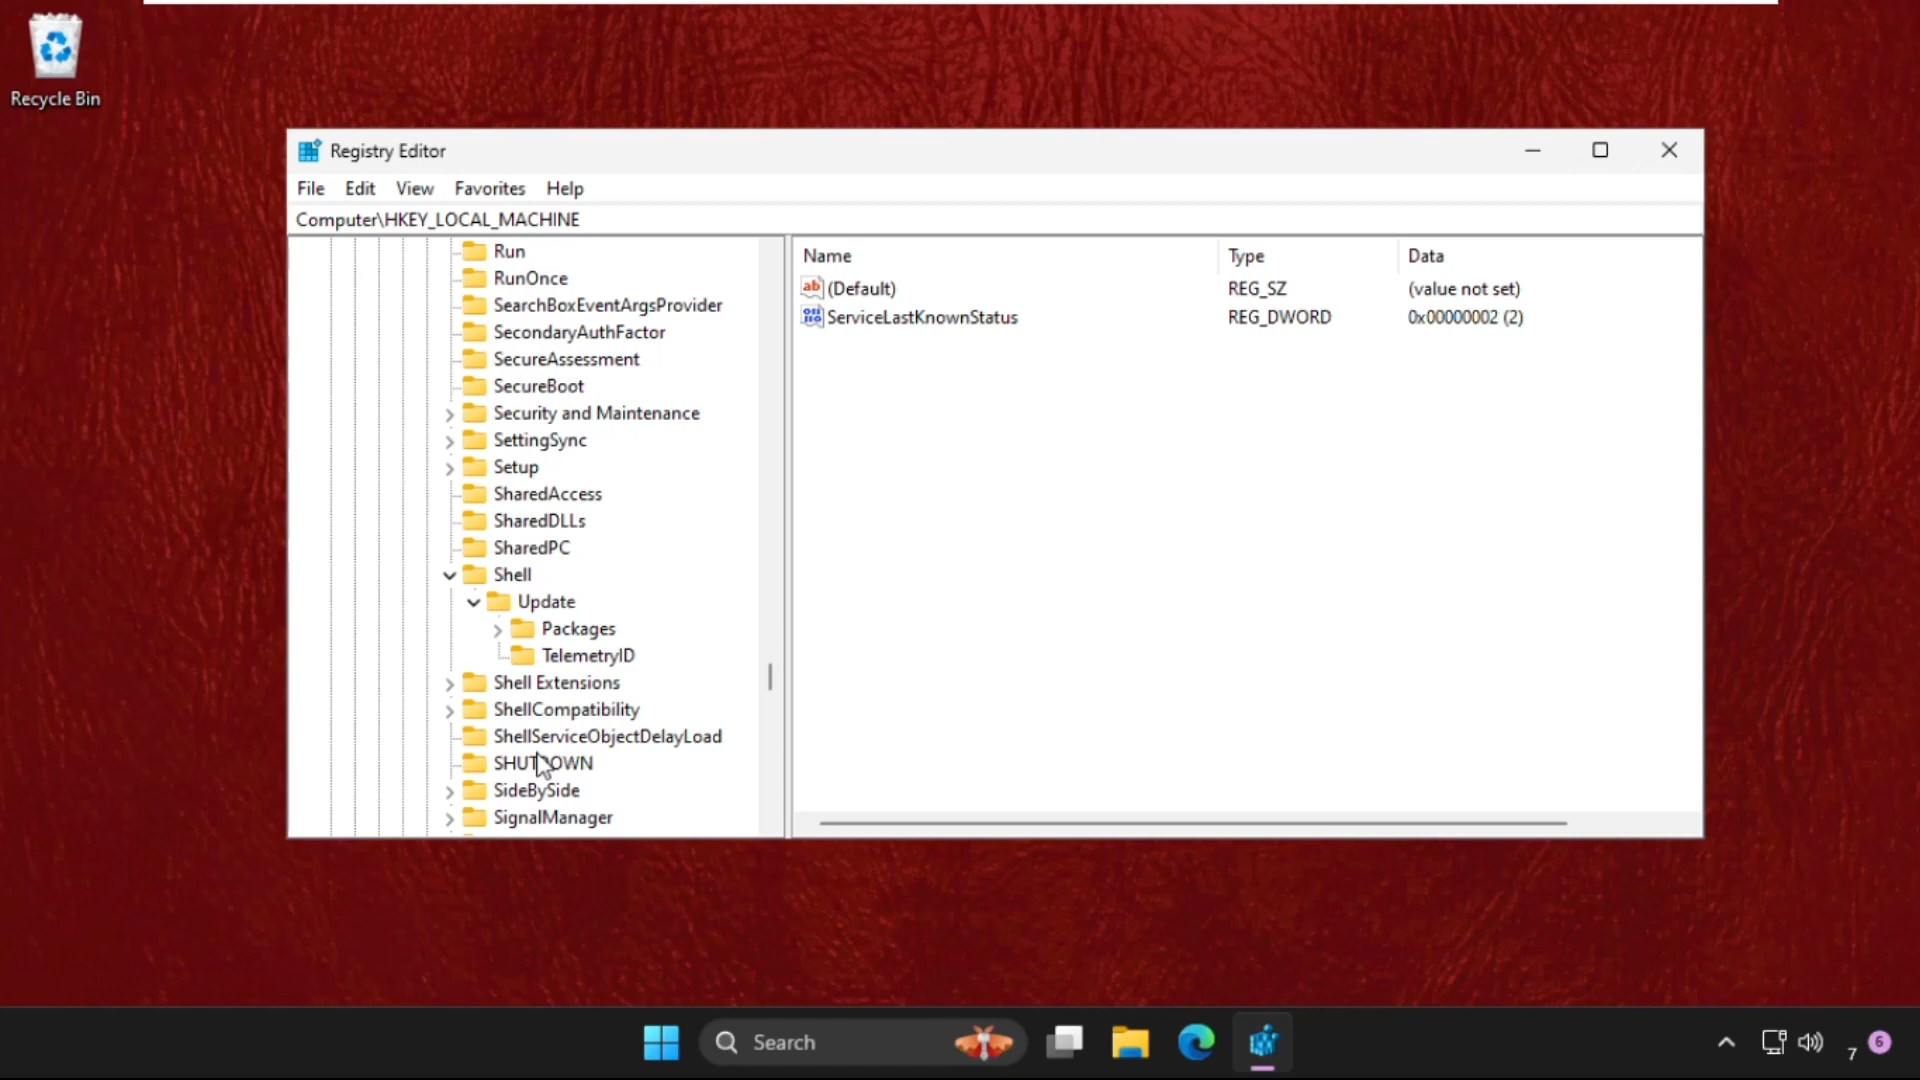 Recycle Bin
Registry Editor
File Edit View Favorites Help
Computer\HKEY_LOCAL_MACHINE
Run
RunOnce
SearchBoxEventArgsProvider
SecondaryAuthFactor
SecureAssessment
SecureBoot
Security and Maintenance
SettingSync
Setup
SharedAccess
SharedDLLs
SharedPC
Shell
Update
Packages
TelemetryID
Shell Extensions
ShellCompatibility
ShellServiceObjectDelayLoad
SHUTDOWN
SideBySide
SignalManager
Name Type Data
(Default) REG_SZ (value not set)
ServiceLastKnownStatus REG_DWORD 0x00000002 (2)
Search
7 6